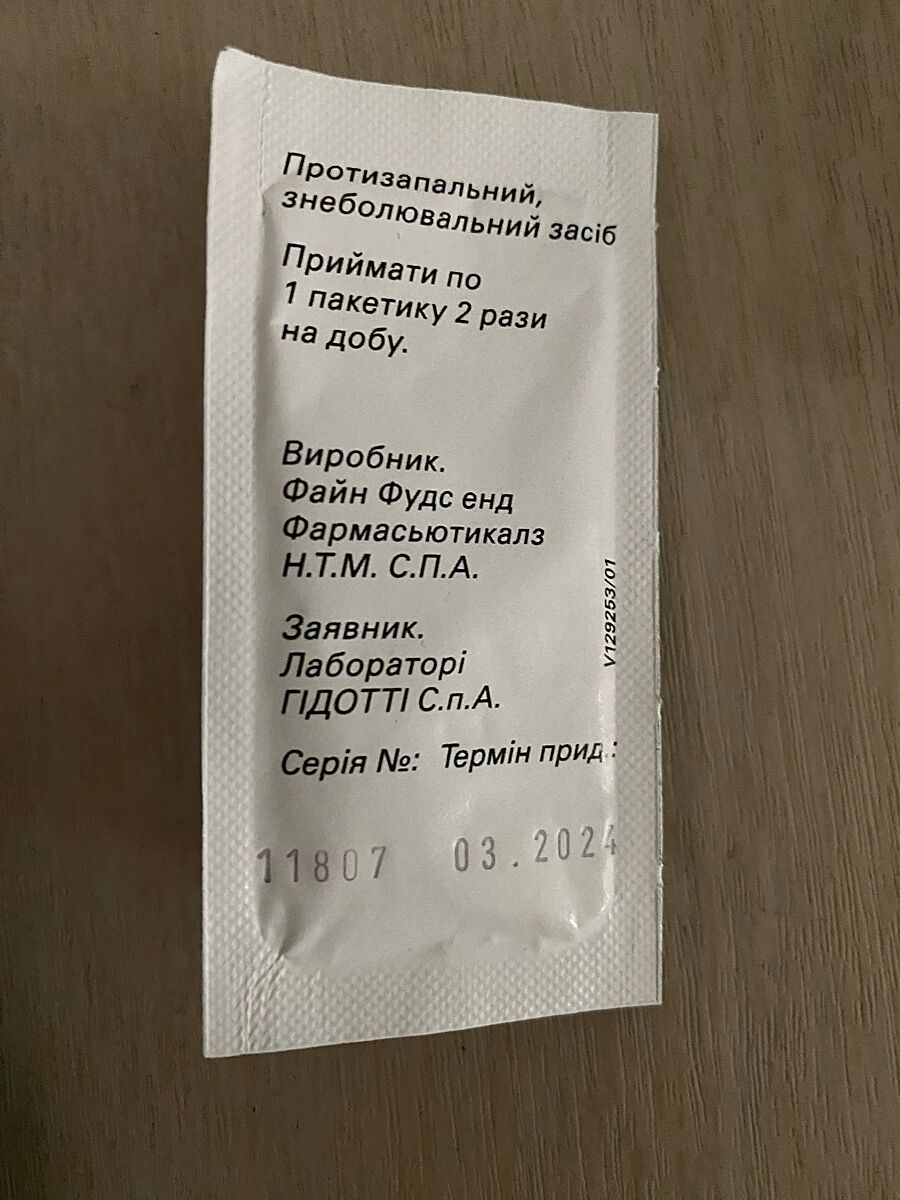 Протизапальний,
знеболювальний засіб
Приймати по
1 пакетику 2 рази
на добу.
Виробник.
Файн Фудс енд
Фармасьютикалз
Н.Т.М. С.П.А.
Заявник.
Лабораторі
ГІДОТТІ С.п.А.
Серія №: Термін прид.:
11807 03.2024
V129253/01